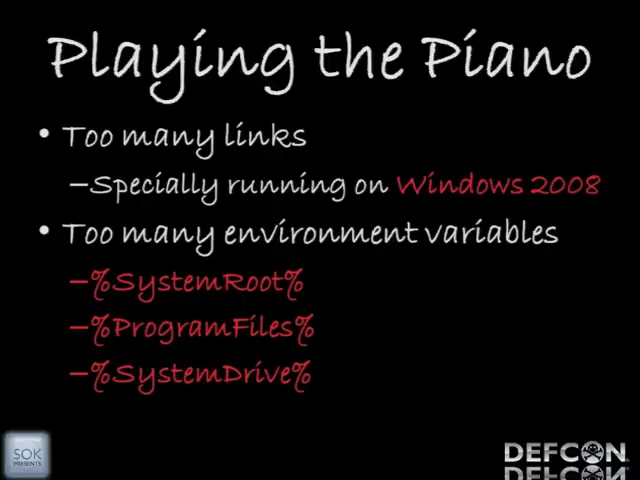 Playing the Piano
• Too many links
–Specially running on Windows 2008
• Too many environment variables
–%SystemRoot%
–%ProgramFiles%
–%SystemDrive%
SOK
PRESENTS
DEFCON